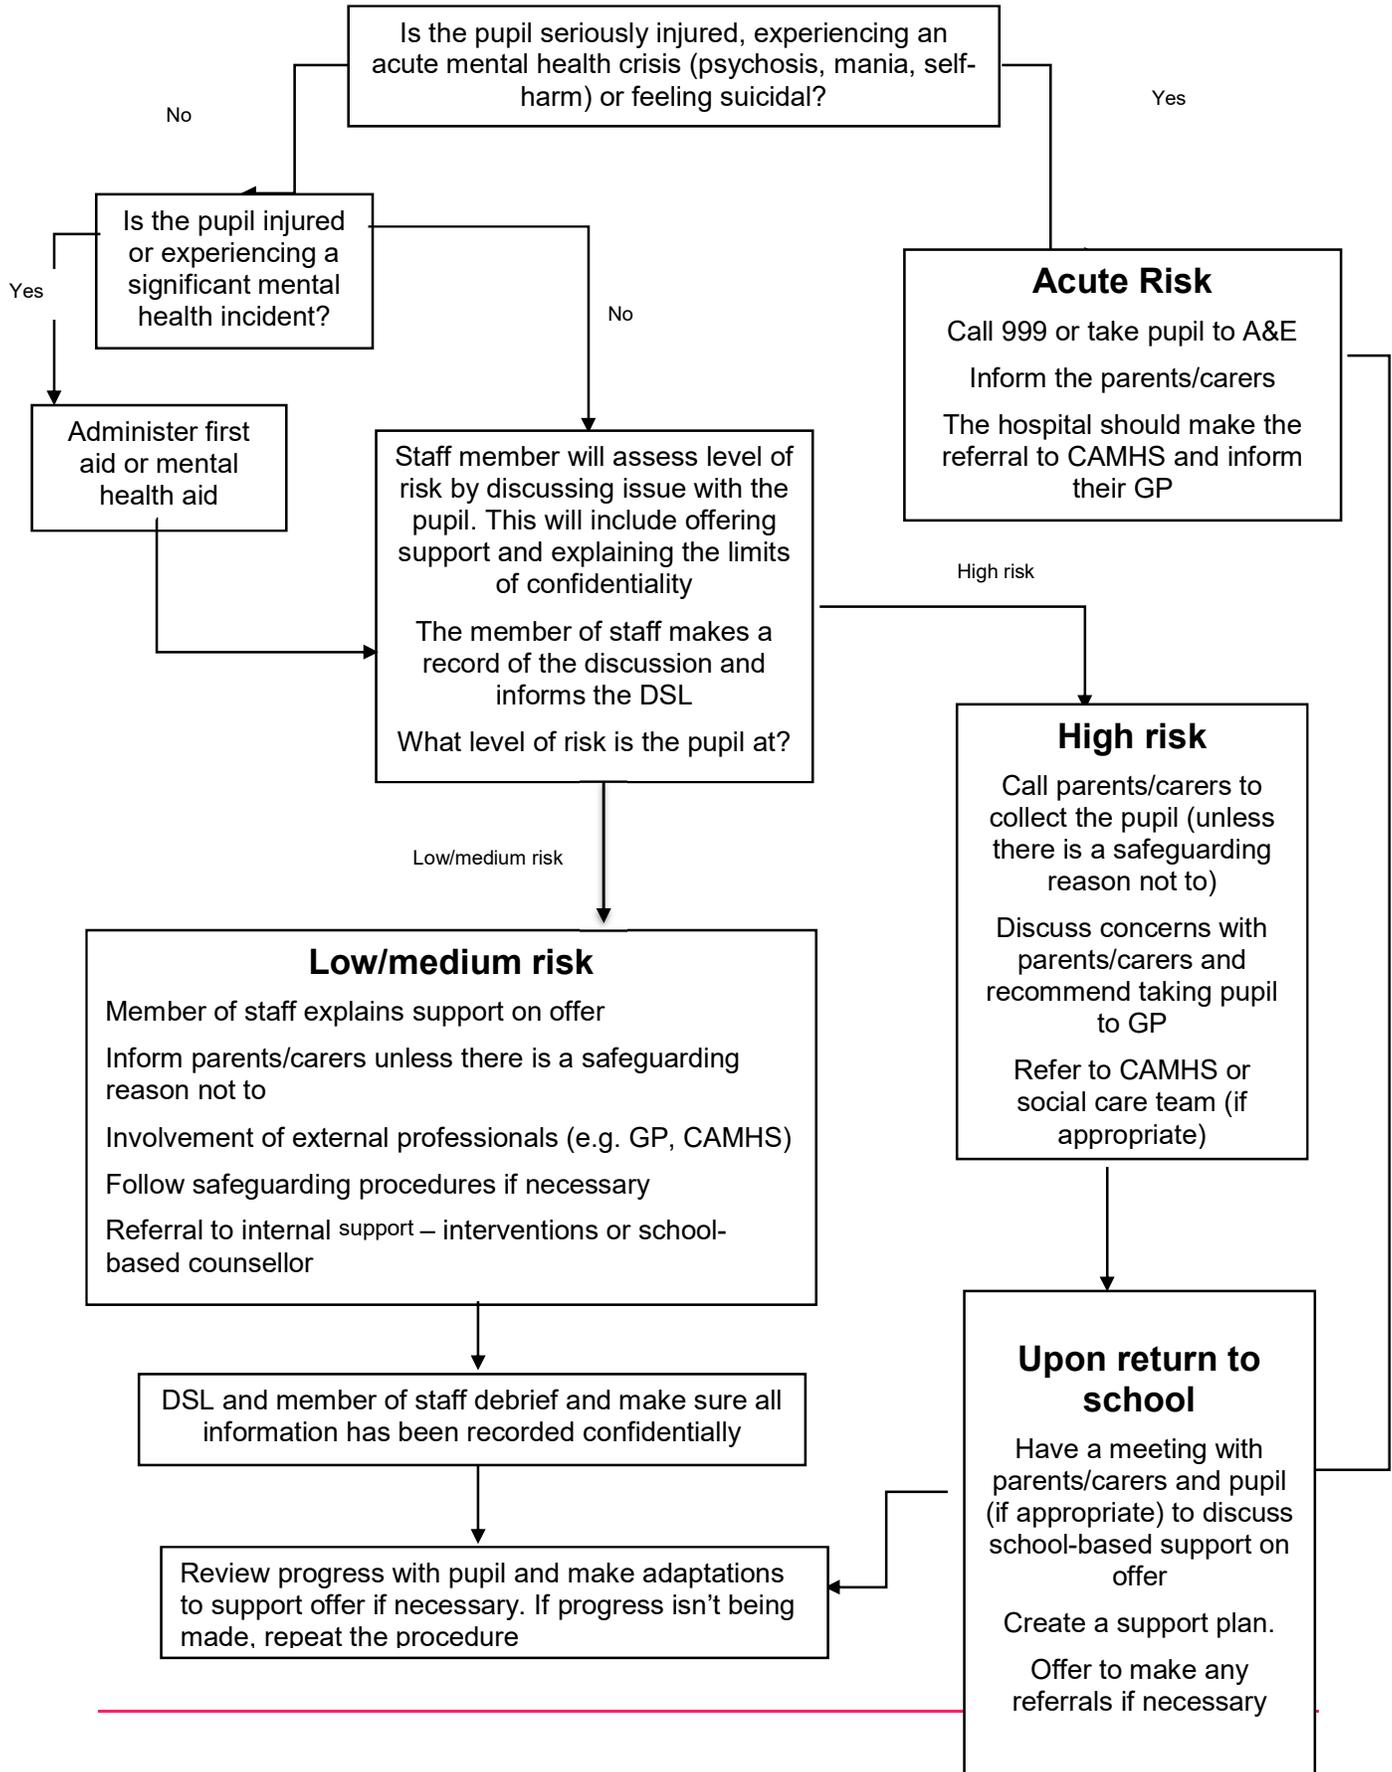 Is the pupil seriously injured, experiencing an
acute mental health crisis (psychosis, mania, self-
harm) or feeling suicidal?
No
Yes
Is the pupil injured
or experiencing a
significant mental
health incident?
Yes
No
Acute Risk
Call 999 or take pupil to A&E
Inform the parents/carers
The hospital should make the
referral to CAMHS and inform
their GP
Administer first
aid or mental
health aid
Staff member will assess level of
risk by discussing issue with the
pupil. This will include offering
support and explaining the limits
of confidentiality
The member of staff makes a
record of the discussion and
informs the DSL
What level of risk is the pupil at?
High risk
High risk
Call parents/carers to
collect the pupil (unless
there is a safeguarding
reason not to)
Discuss concerns with
parents/carers and
recommend taking pupil
to GP
Refer to CAMHS or
social care team (if
appropriate)
Low/medium risk
Low/medium risk
Member of staff explains support on offer
Inform parents/carers unless there is a safeguarding
reason not to
Involvement of external professionals (e.g. GP, CAMHS)
Follow safeguarding procedures if necessary
Referral to internal support – interventions or school-
based counsellor
DSL and member of staff debrief and make sure all
information has been recorded confidentially
Review progress with pupil and make adaptations
to support offer if necessary. If progress isn’t being
made, repeat the procedure
Upon return to
school
Have a meeting with
parents/carers and pupil
(if appropriate) to discuss
school-based support on
offer
Create a support plan.
Offer to make any
referrals if necessary